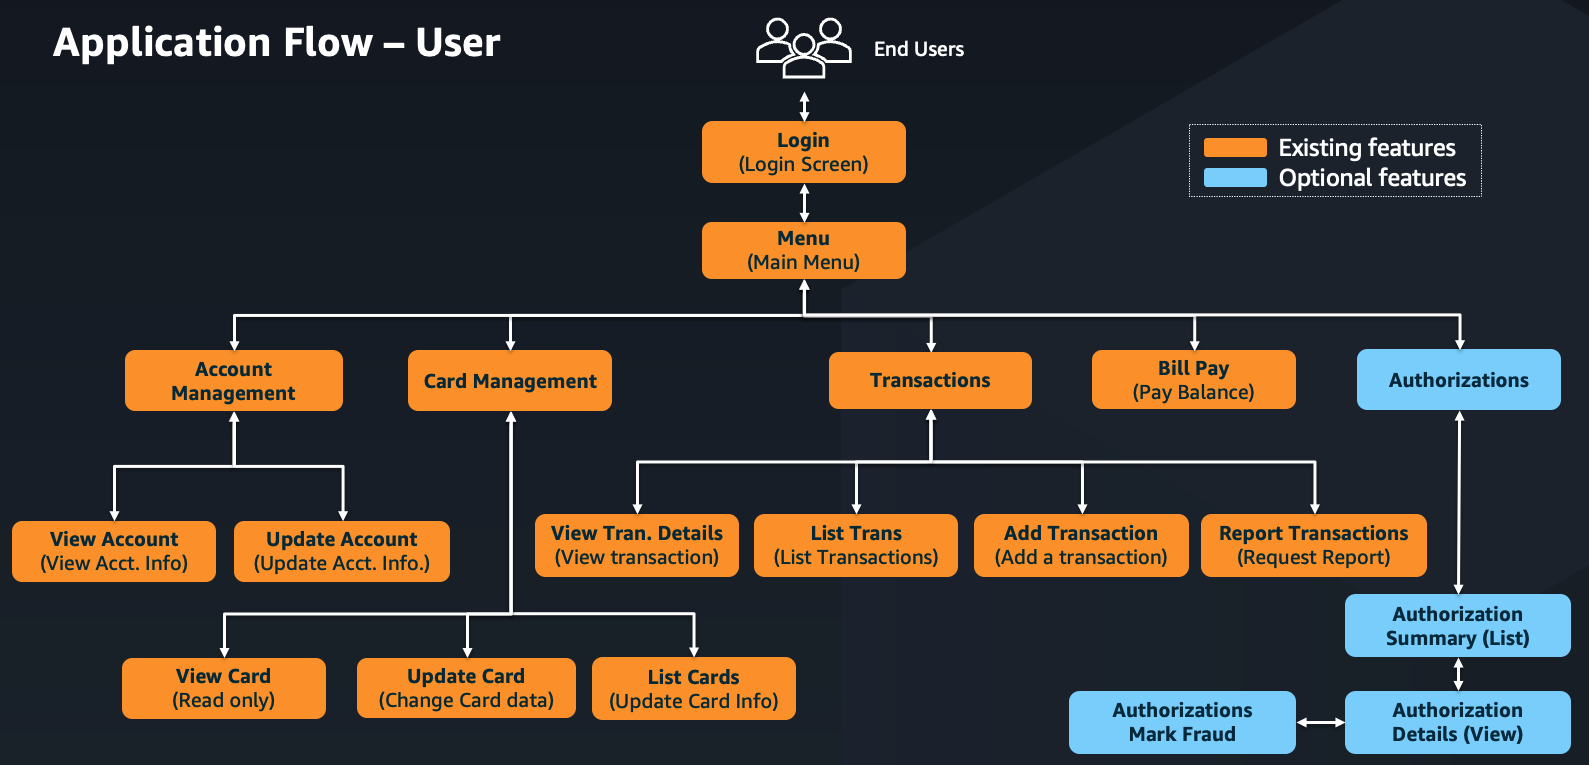 Application Flow – User
End Users
Existing features
Optional features
Login
(Login Screen)
Menu
(Main Menu)
Account
Management
Card Management
Transactions
Bill Pay
(Pay Balance)
Authorizations
View Account
(View Acct. Info)
Update Account
(Update Acct. Info.)
View Tran. Details
(View transaction)
List Trans
(List Transactions)
Add Transaction
(Add a transaction)
Report Transactions
(Request Report)
Authorization
Summary (List)
View Card
(Read only)
Update Card
(Change Card data)
List Cards
(Update Card Info)
Authorizations
Mark Fraud
Authorization
Details (View)